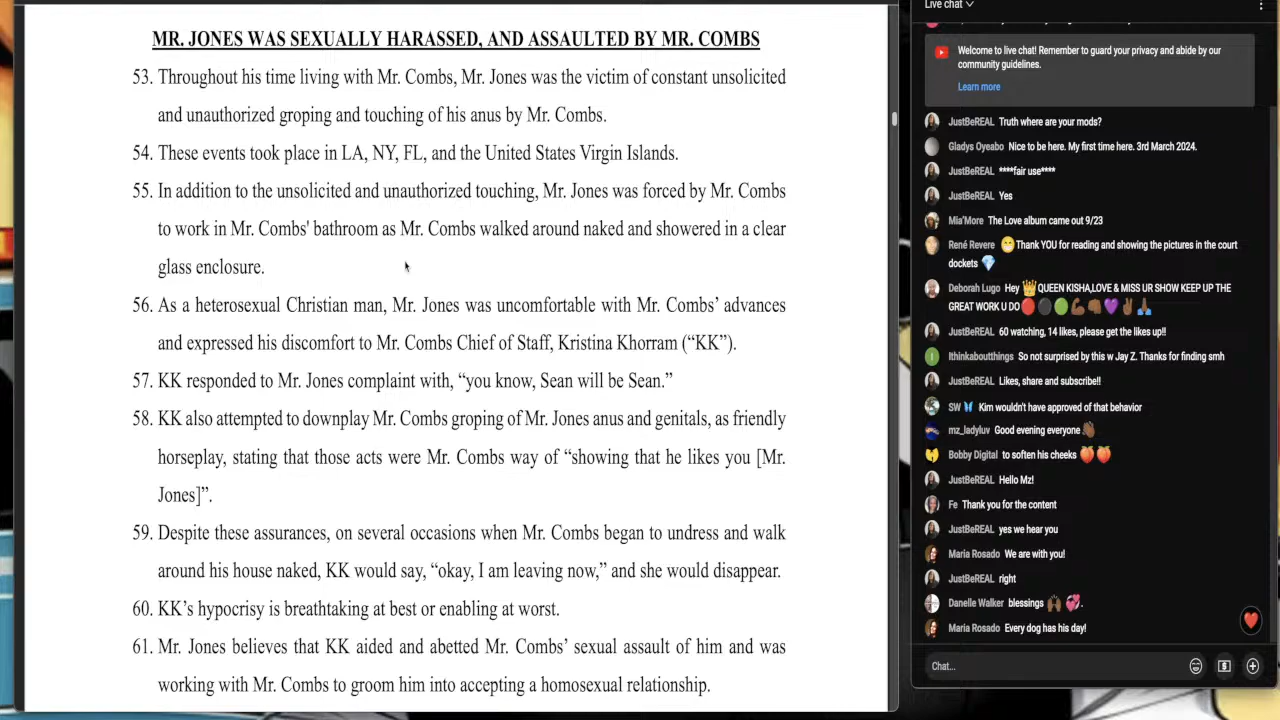 MR. JONES WAS SEXUALLY HARASSED, AND ASSAULTED BY MR. COMBS
53. Throughout his time living with Mr. Combs, Mr. Jones was the victim of constant unsolicited
and unauthorized groping and touching of his anus by Mr. Combs.
54. These events took place in LA, NY, FL, and the United States Virgin Islands.
55. In addition to the unsolicited and unauthorized touching, Mr. Jones was forced by Mr. Combs
to work in Mr. Combs' bathroom as Mr. Combs walked around naked and showered in a clear
glass enclosure.
56. As a heterosexual Christian man, Mr. Jones was uncomfortable with Mr. Combs’ advances
and expressed his discomfort to Mr. Combs Chief of Staff, Kristina Khorram (“KK”).
57. KK responded to Mr. Jones complaint with, “you know, Sean will be Sean.”
58. KK also attempted to downplay Mr. Combs groping of Mr. Jones anus and genitals, as friendly
horseplay, stating that those acts were Mr. Combs way of “showing that he likes you [Mr.
Jones]”.
59. Despite these assurances, on several occasions when Mr. Combs began to undress and walk
around his house naked, KK would say, “okay, I am leaving now,” and she would disappear.
60. KK’s hypocrisy is breathtaking at best or enabling at worst.
61. Mr. Jones believes that KK aided and abetted Mr. Combs’ sexual assault of him and was
working with Mr. Combs to groom him into accepting a homosexual relationship.
Live chat
Welcome to live chat! Remember to guard your privacy and abide by our
community guidelines.
Learn more
JustBeREAL Truth where are your mods?
Gladys Oyeabo Nice to be here. My first time here. 3rd March 2024.
JustBeREAL ****fair use****
JustBeREAL Yes
Mia'More The Love album came out 9/23
René Revere 😁Thank YOU for reading and showing the pictures in the court
dockets 💎
Deborah Lugo Hey 👑QUEEN KISHA,LOVE & MISS UR SHOW KEEP UP THE
GREAT WORK U DO🔴⚫🟢💪🏾👊🏾💜✌🏾🙏🏾
JustBeREAL 60 watching, 14 likes, please get the likes up!!
I Ithinkaboutthings So not surprised by this w Jay Z. Thanks for finding smh
JustBeREAL Likes, share and subscribe!!
SW 🦋 Kim wouldn't have approved of that behavior
mz_ladyluv Good evening everyone👋🏾
Bobby Digital to soften his cheeks 🍑🍑
JustBeREAL Hello Mz!
Fe Thank you for the content
JustBeREAL yes we hear you
Maria Rosado We are with you!
JustBeREAL right
Danelle Walker blessings 🙌🏾 💞.
Maria Rosado Every dog has his day!
Chat...